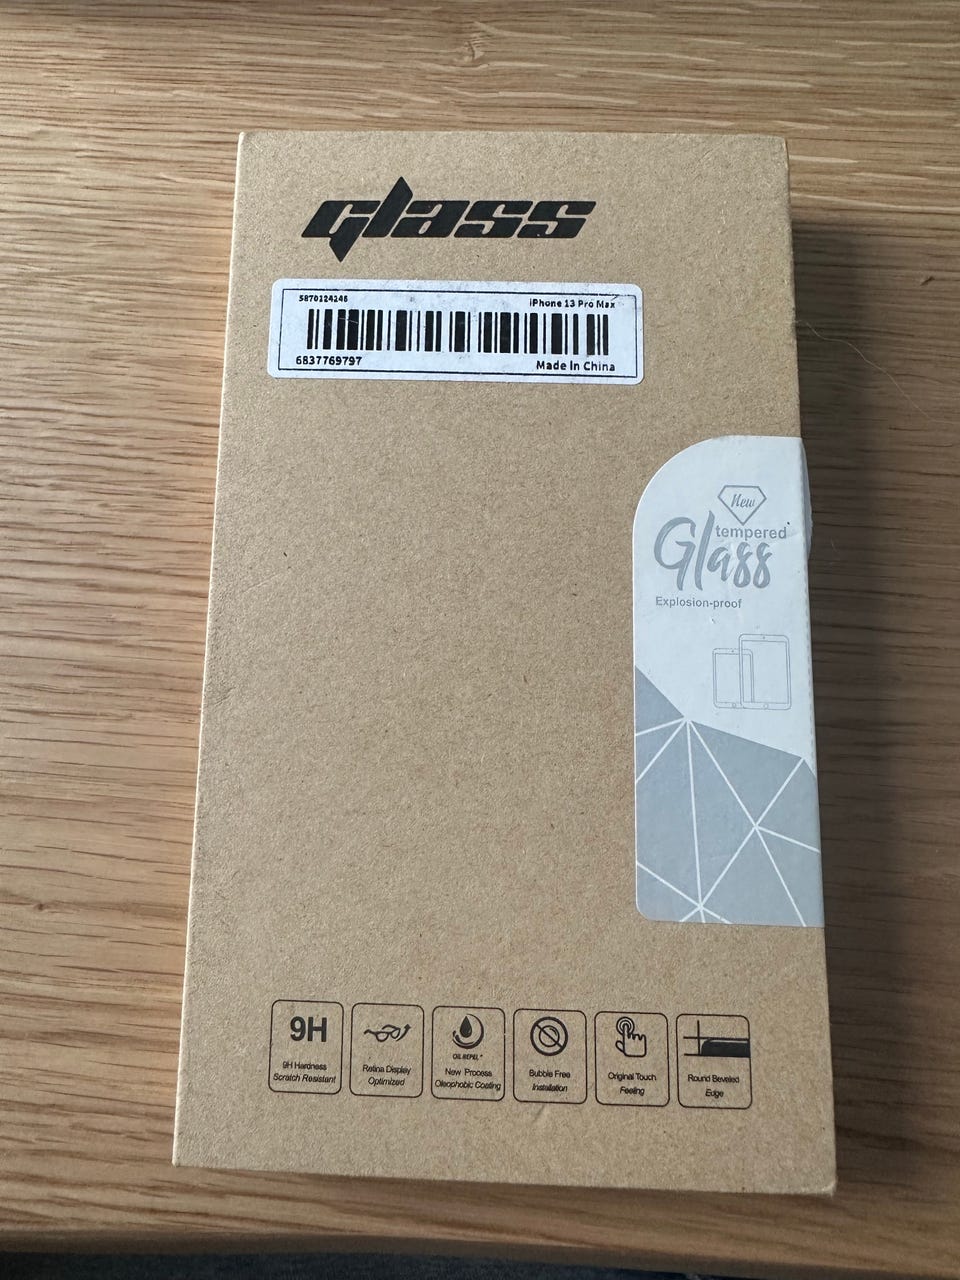 glass
5870124246 iPhone 13 Pro Max
6837769797 Made In China
New
tempered
Glass
Explosion-proof
9H
9H Hardness
Scratch Resistant
Retina Display
Optimized
OIL REPEL+
New Process
Oleophobic Coating
Bubble Free
Installation
Original Touch
Feeling
Round Beveled
Edge